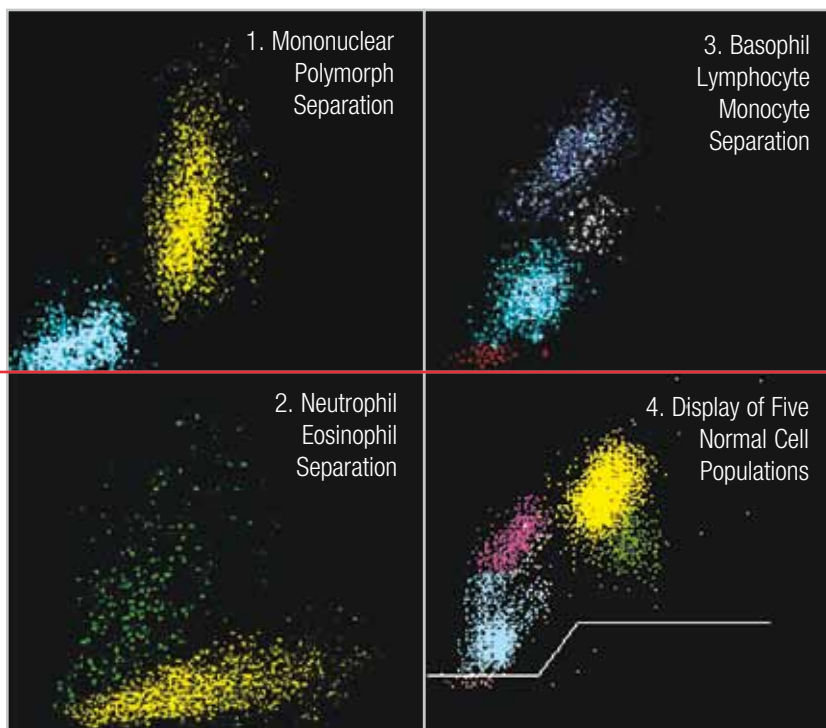 1. Mononuclear
Polymorph
Separation
3. Basophil
Lymphocyte
Monocyte
Separation
2. Neutrophil
Eosinophil
Separation
4. Display of Five
Normal Cell
Populations